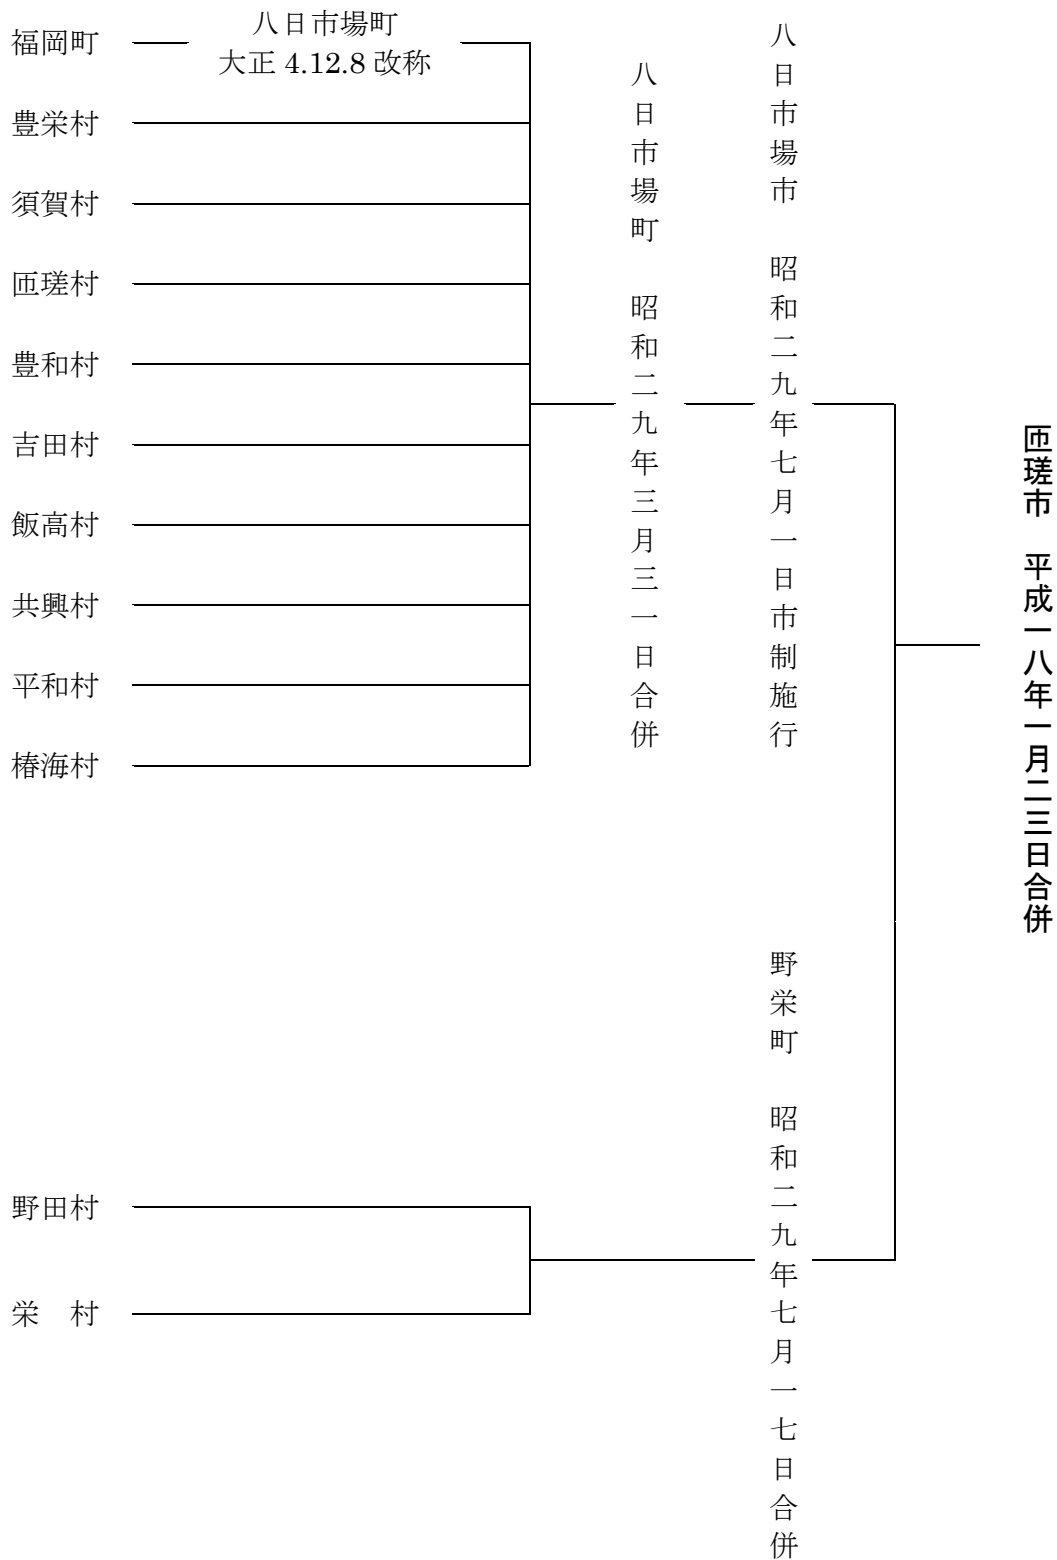 福岡町
八日市場町
大正 4.12.8 改称
豊栄村
須賀村
匝瑳村
豊和村
吉田村
飯高村
共興村
平和村
椿海村
八日市場町　昭和二九年三月三一日合併
八日市場市　昭和二九年七月一日市制施行
野田村
栄　村
野栄町　昭和二九年七月一七日合併
匝瑳市　平成一八年一月二三日合併